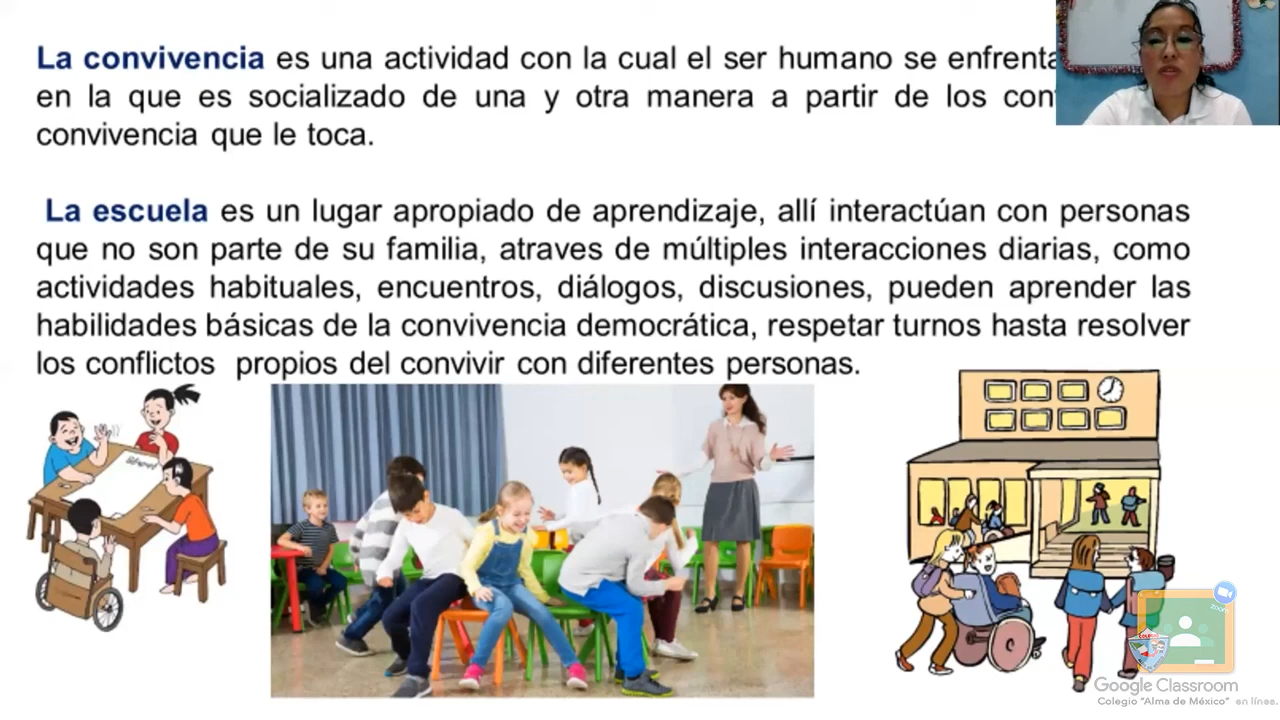 La convivencia es una actividad con la cual el ser humano se enfrenta
en la que es socializado de una y otra manera a partir de los
convivencia que le toca.
La escuela es un lugar apropiado de aprendizaje, allí interactúan con personas
que no son parte de su familia, atraves de múltiples interacciones diarias, como
actividades habituales, encuentros, diálogos, discusiones, pueden aprender las
habilidades básicas de la convivencia democrática, respetar turnos hasta resolver
los conflictos propios del convivir con diferentes personas.
zoom
COLEGIO
Google Classroom
Colegio "Alma de México" en línea.